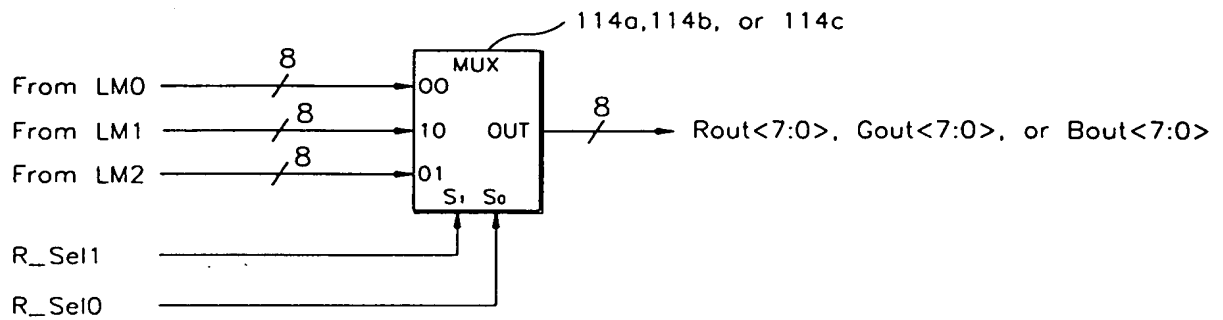 114a,114b, or 114c
MUX
From LM0 8 00
From LM1 8 10 OUT 8 Rout<7:0>, Gout<7:0>, or Bout<7:0>
From LM2 8 01
S1 S0
R_Sel1
R_Sel0